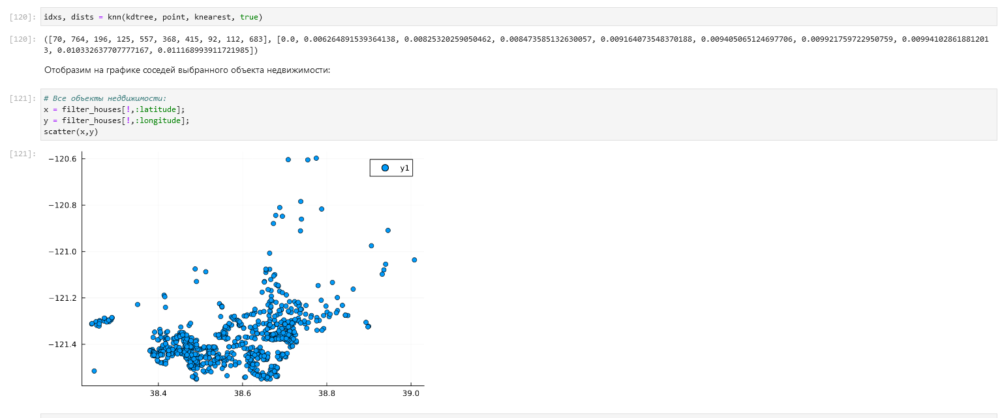 [120]: idxs, dists = knn(kdtree, point, knearest, true)
[120]: ([70, 764, 196, 125, 557, 368, 415, 92, 112, 683], [0.0, 0.006264891539364138, 0.00825320259050462, 0.008473585132630057, 0.009164073548370188, 0.009405065124697706, 0.009921759722950759, 0.00994102861881201
3, 0.010332637707777167, 0.011168993911721985])
Отобразим на графике соседей выбранного объекта недвижимости:
[121]: # Все объекты недвижимости:
x = filter_houses[!,:latitude];
y = filter_houses[!,:longitude];
scatter(x,y)
[121]:
−120.6
y1
−120.8
−121.0
−121.2
−121.4
38.4 38.6 38.8 39.0